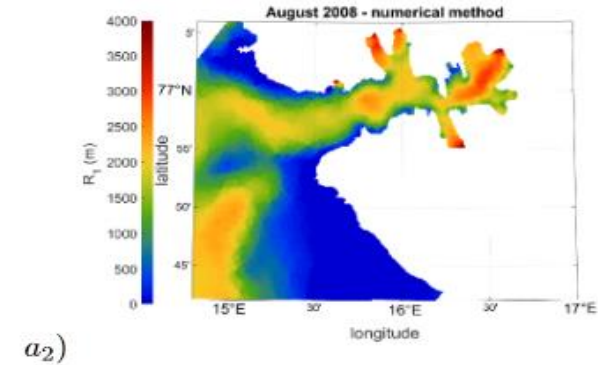 August 2008 - numerical method
4000
3500
3000
2500
2000
1500
1000
500
0
R₁ (m)
latitude
5'
77°N
55'
50'
45'
15°E
30'
16°E
30'
17°E
longitude
a₂)